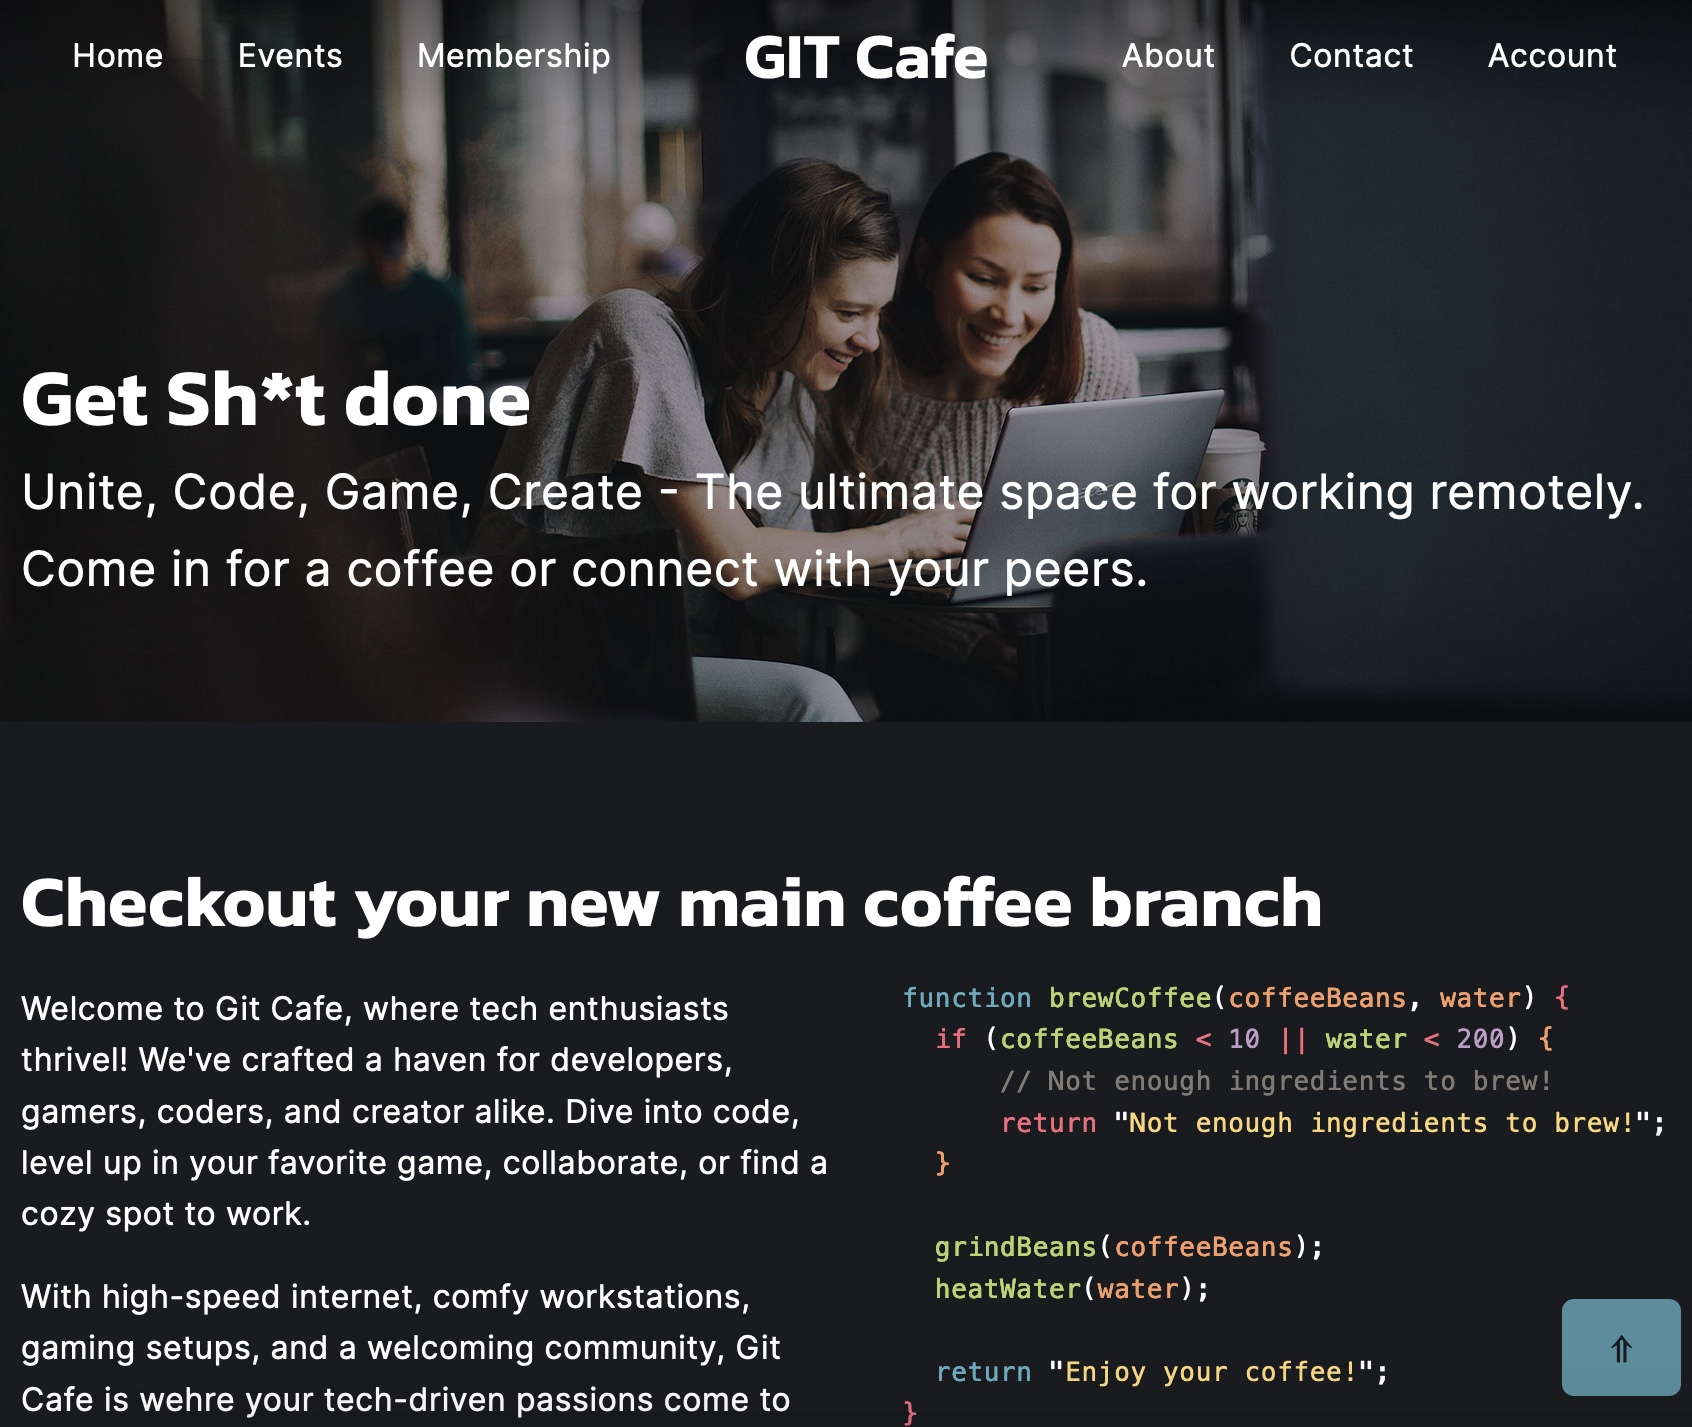 Home Events Membership GIT Cafe About Contact Account
Get Sh*t done
Unite, Code, Game, Create - The ultimate space for working remotely.
Come in for a coffee or connect with your peers.
Checkout your new main coffee branch
Welcome to Git Cafe, where tech enthusiasts
thrivel! We've crafted a haven for developers,
gamers, coders, and creator alike. Dive into code,
level up in your favorite game, collaborate, or find a
cozy spot to work.
With high-speed internet, comfy workstations,
gaming setups, and a welcoming community, Git
Cafe is wehre your tech-driven passions come to
function brewCoffee(coffeeBeans, water) {
if (coffeeBeans < 10 || water < 200) {
// Not enough ingredients to brew!
return "Not enough ingredients to brew!";
}
grindBeans(coffeeBeans);
heatWater(water);
return "Enjoy your coffee!";
}
⇑